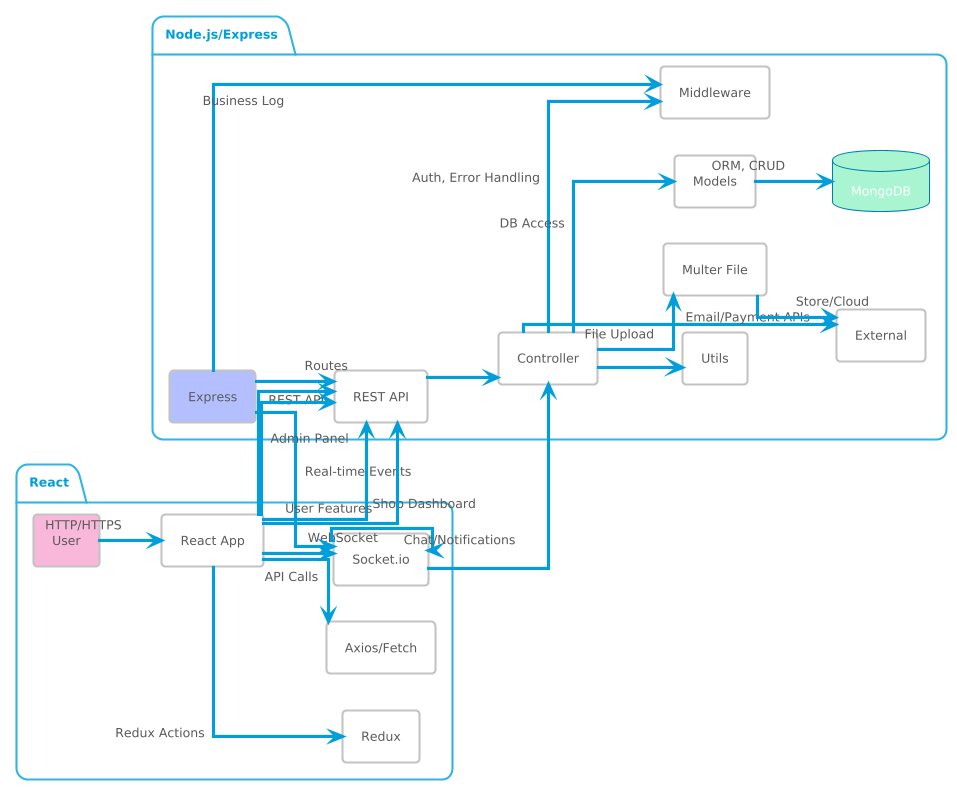 Node.js/Express
Business Log
Middleware
Auth, Error Handling
ORM, CRUD
Models
MongoDB
DB Access
Multer File
Store/Cloud
Email/Payment APIs
File Upload
External
Controller
Utils
Routes
Express
REST API
REST API
Admin Panel
Real-time Events
React
User Features
Shop Dashboard
HTTP/HTTPS
User
React App
WebSocket
Chat/Notifications
Socket.io
API Calls
Axios/Fetch
Redux Actions
Redux